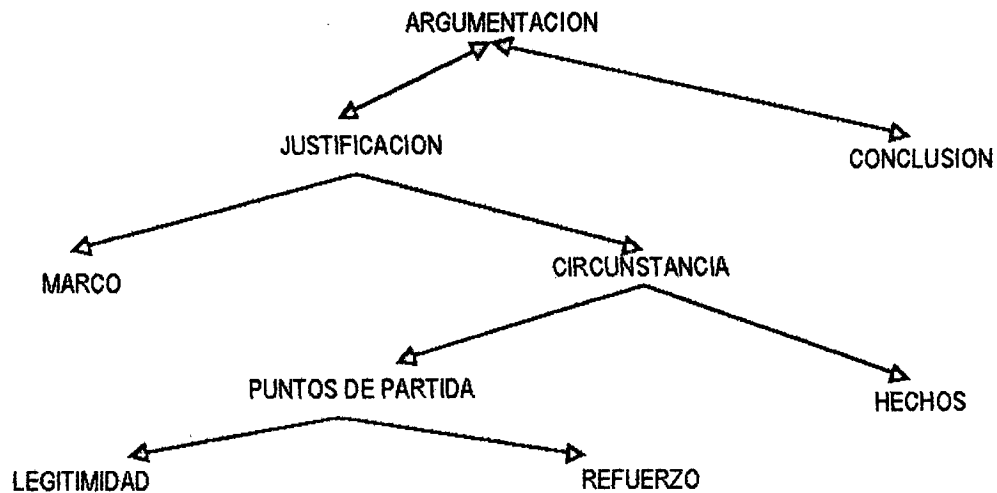 ARGUMENTACION
JUSTIFICACION
CONCLUSION
MARCO
CIRCUNSTANCIA
PUNTOS DE PARTIDA
HECHOS
LEGITIMIDAD
REFUERZO